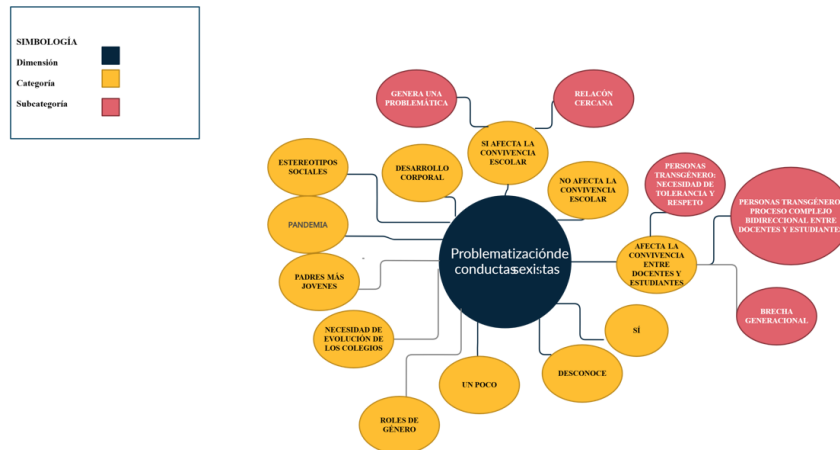 SIMBOLOGÍA
Dimensión
Categoría
Subcategoría
GENERA UNA
PROBLEMÁTICA
RELACÓN
CERCANA
SI AFECTA LA
CONVIVENCIA
ESCOLAR
ESTEREOTIPOS
SOCIALES
DESARROLLO
CORPORAL
NO AFECTA LA
CONVIVENCIA
ESCOLAR
PERSONAS
TRANSGÉNERO:
NECESIDAD DE
TOLERANCIA Y
RESPETO
PERSONAS TRANSGÉNERO:
PROCESO COMPLEJO
BIDIRECCIONAL ENTRE
DOCENTES Y ESTUDIANTES
PANDEMIA
Problematizaciónde
conductassexistas
AFECTA LA
CONVIVENCIA
ENTRE
DOCENTES Y
ESTUDIANTES
PADRES MÁS
JOVENES
BRECHA
GENERACIONAL
NECESIDAD DE
EVOLUCIÓN DE
LOS COLEGIOS
SÍ
DESCONOCE
UN POCO
ROLES DE
GÉNERO